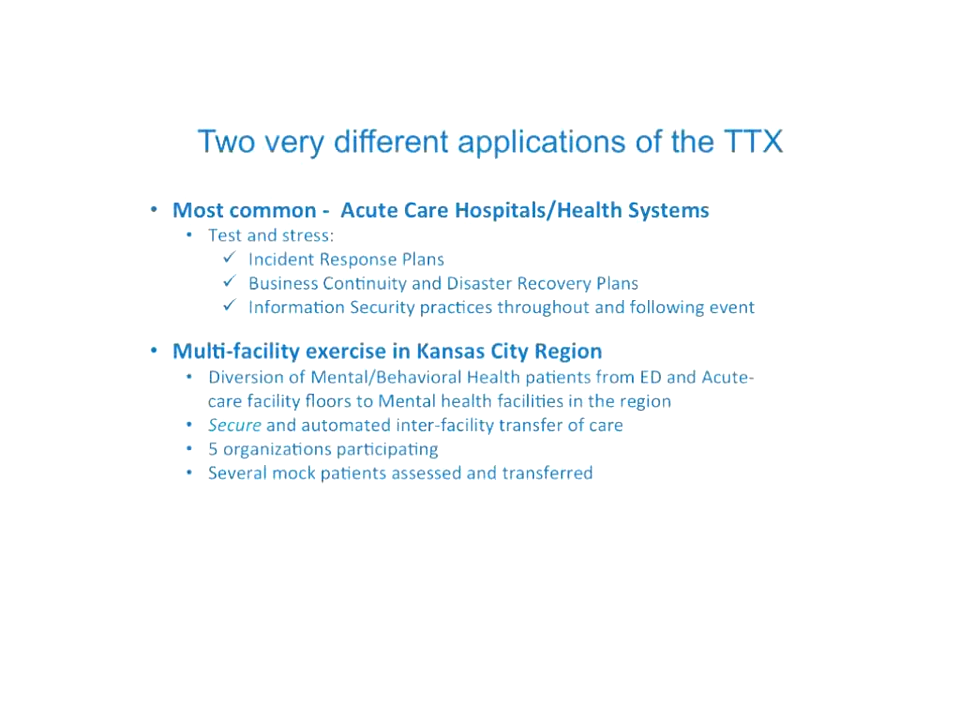 Two very different applications of the TTX
• Most common - Acute Care Hospitals/Health Systems
• Test and stress:
✓ Incident Response Plans
✓ Business Continuity and Disaster Recovery Plans
✓ Information Security practices throughout and following event
• Multi-facility exercise in Kansas City Region
• Diversion of Mental/Behavioral Health patients from ED and Acute-
care facility floors to Mental health facilities in the region
• Secure and automated inter-facility transfer of care
• 5 organizations participating
• Several mock patients assessed and transferred